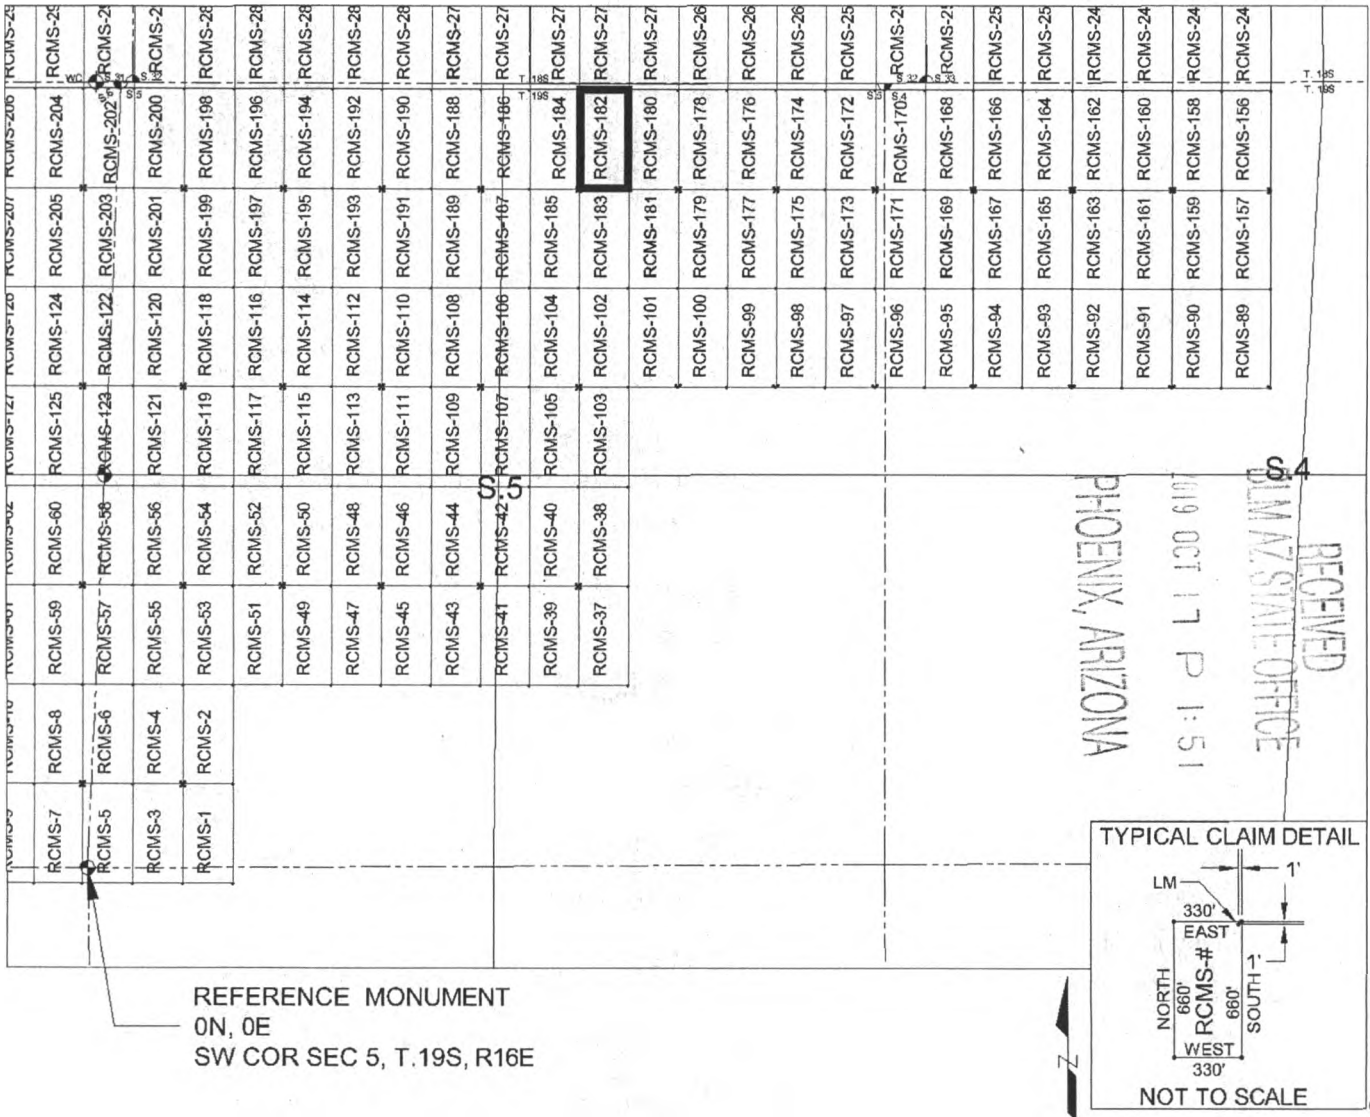 RCMS-204 RCMS-202 RCMS-200 RCMS-198 RCMS-196 RCMS-194 RCMS-192 RCMS-190 RCMS-188 RCMS-186 RCMS-184 RCMS-182 RCMS-180 RCMS-178 RCMS-176 RCMS-174 RCMS-172 RCMS-170 RCMS-168 RCMS-166 RCMS-164 RCMS-162 RCMS-160 RCMS-158 RCMS-156
WC S.31 S.32
S.5
T. 18S
T. 19S
S.32 S.33
S.5 S.4
T. 18S
T. 19S
RCMS-205 RCMS-203 RCMS-201 RCMS-199 RCMS-197 RCMS-195 RCMS-193 RCMS-191 RCMS-189 RCMS-187 RCMS-185 RCMS-183 RCMS-181 RCMS-179 RCMS-177 RCMS-175 RCMS-173 RCMS-171 RCMS-169 RCMS-167 RCMS-165 RCMS-163 RCMS-161 RCMS-159 RCMS-157
RCMS-124 RCMS-122 RCMS-120 RCMS-118 RCMS-116 RCMS-114 RCMS-112 RCMS-110 RCMS-108 RCMS-106 RCMS-104 RCMS-102 RCMS-101 RCMS-100 RCMS-99 RCMS-98 RCMS-97 RCMS-96 RCMS-95 RCMS-94 RCMS-93 RCMS-92 RCMS-91 RCMS-90 RCMS-89
RCMS-125 RCMS-123 RCMS-121 RCMS-119 RCMS-117 RCMS-115 RCMS-113 RCMS-111 RCMS-109 RCMS-107 RCMS-105 RCMS-103
S.5
S.4
RCMS-60 RCMS-58 RCMS-56 RCMS-54 RCMS-52 RCMS-50 RCMS-48 RCMS-46 RCMS-44 RCMS-42 RCMS-40 RCMS-38
RCMS-59 RCMS-57 RCMS-55 RCMS-53 RCMS-51 RCMS-49 RCMS-47 RCMS-45 RCMS-43 RCMS-41 RCMS-39 RCMS-37
RCMS-8 RCMS-6 RCMS-4 RCMS-2
RCMS-7 RCMS-5 RCMS-3 RCMS-1
RECEIVED
BLM AZ STATE OFFICE
2019 OCT 17 P 1:51
PHOENIX, ARIZONA
REFERENCE MONUMENT
0N, 0E
SW COR SEC 5, T.19S, R16E
Z
TYPICAL CLAIM DETAIL
1'
LM
330'
EAST
1'
NORTH
660'
RCMS-#
660'
SOUTH
WEST
330'
NOT TO SCALE